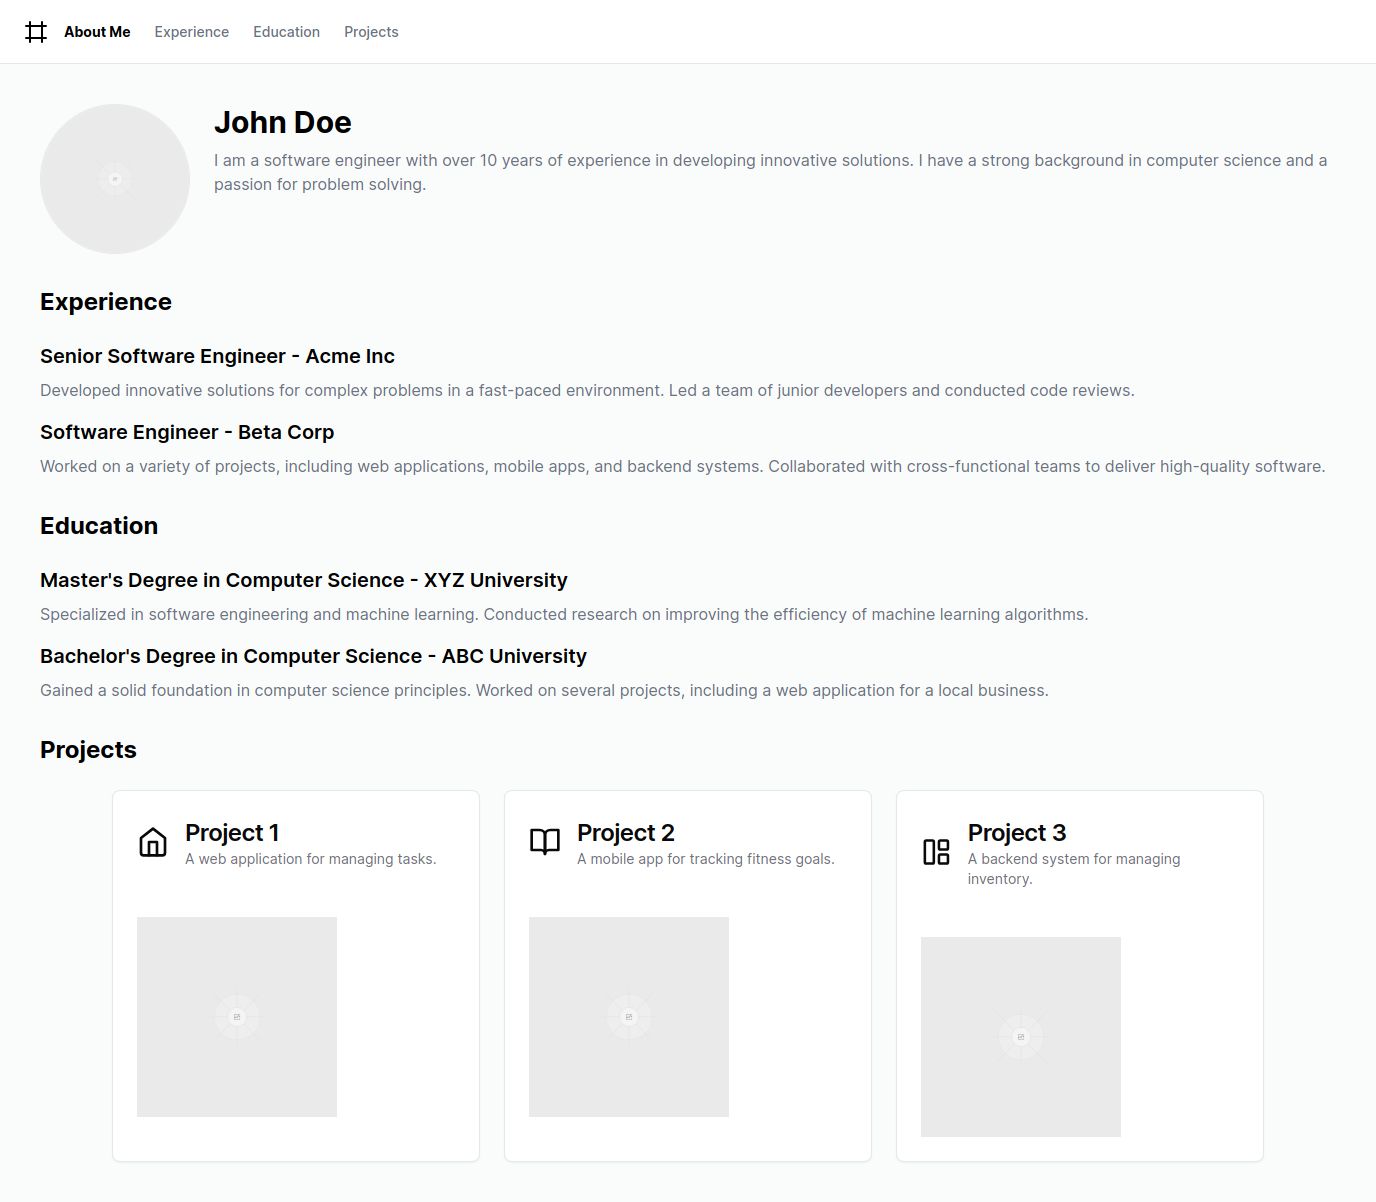 About Me Experience Education Projects
John Doe
I am a software engineer with over 10 years of experience in developing innovative solutions. I have a strong background in computer science and a
passion for problem solving.
Experience
Senior Software Engineer - Acme Inc
Developed innovative solutions for complex problems in a fast-paced environment. Led a team of junior developers and conducted code reviews.
Software Engineer - Beta Corp
Worked on a variety of projects, including web applications, mobile apps, and backend systems. Collaborated with cross-functional teams to deliver high-quality software.
Education
Master's Degree in Computer Science - XYZ University
Specialized in software engineering and machine learning. Conducted research on improving the efficiency of machine learning algorithms.
Bachelor's Degree in Computer Science - ABC University
Gained a solid foundation in computer science principles. Worked on several projects, including a web application for a local business.
Projects
Project 1
A web application for managing tasks.
Project 2
A mobile app for tracking fitness goals.
Project 3
A backend system for managing
inventory.